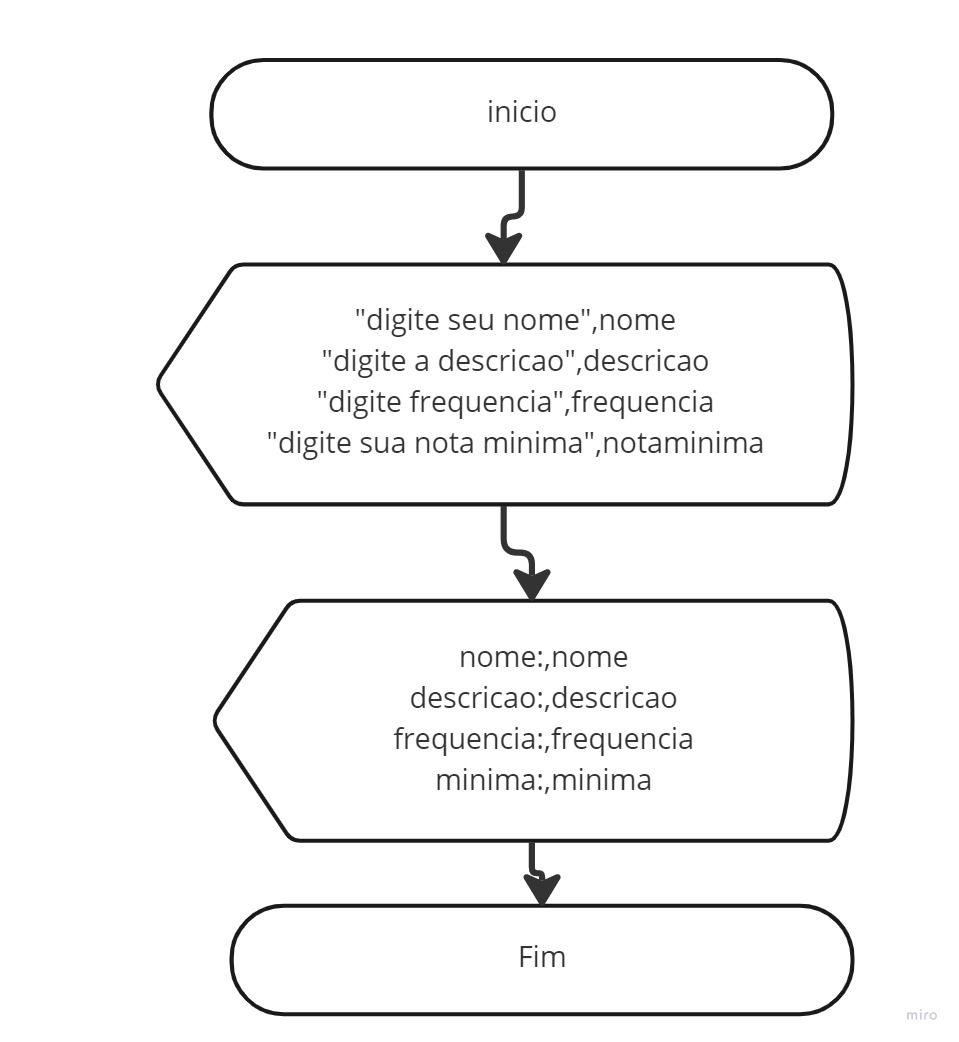 inicio
"digite seu nome",nome
"digite a descricao",descricao
"digite frequencia",frequencia
"digite sua nota minima",notaminima
nome:,nome
descricao:,descricao
frequencia:,frequencia
minima:,minima
Fim
miro